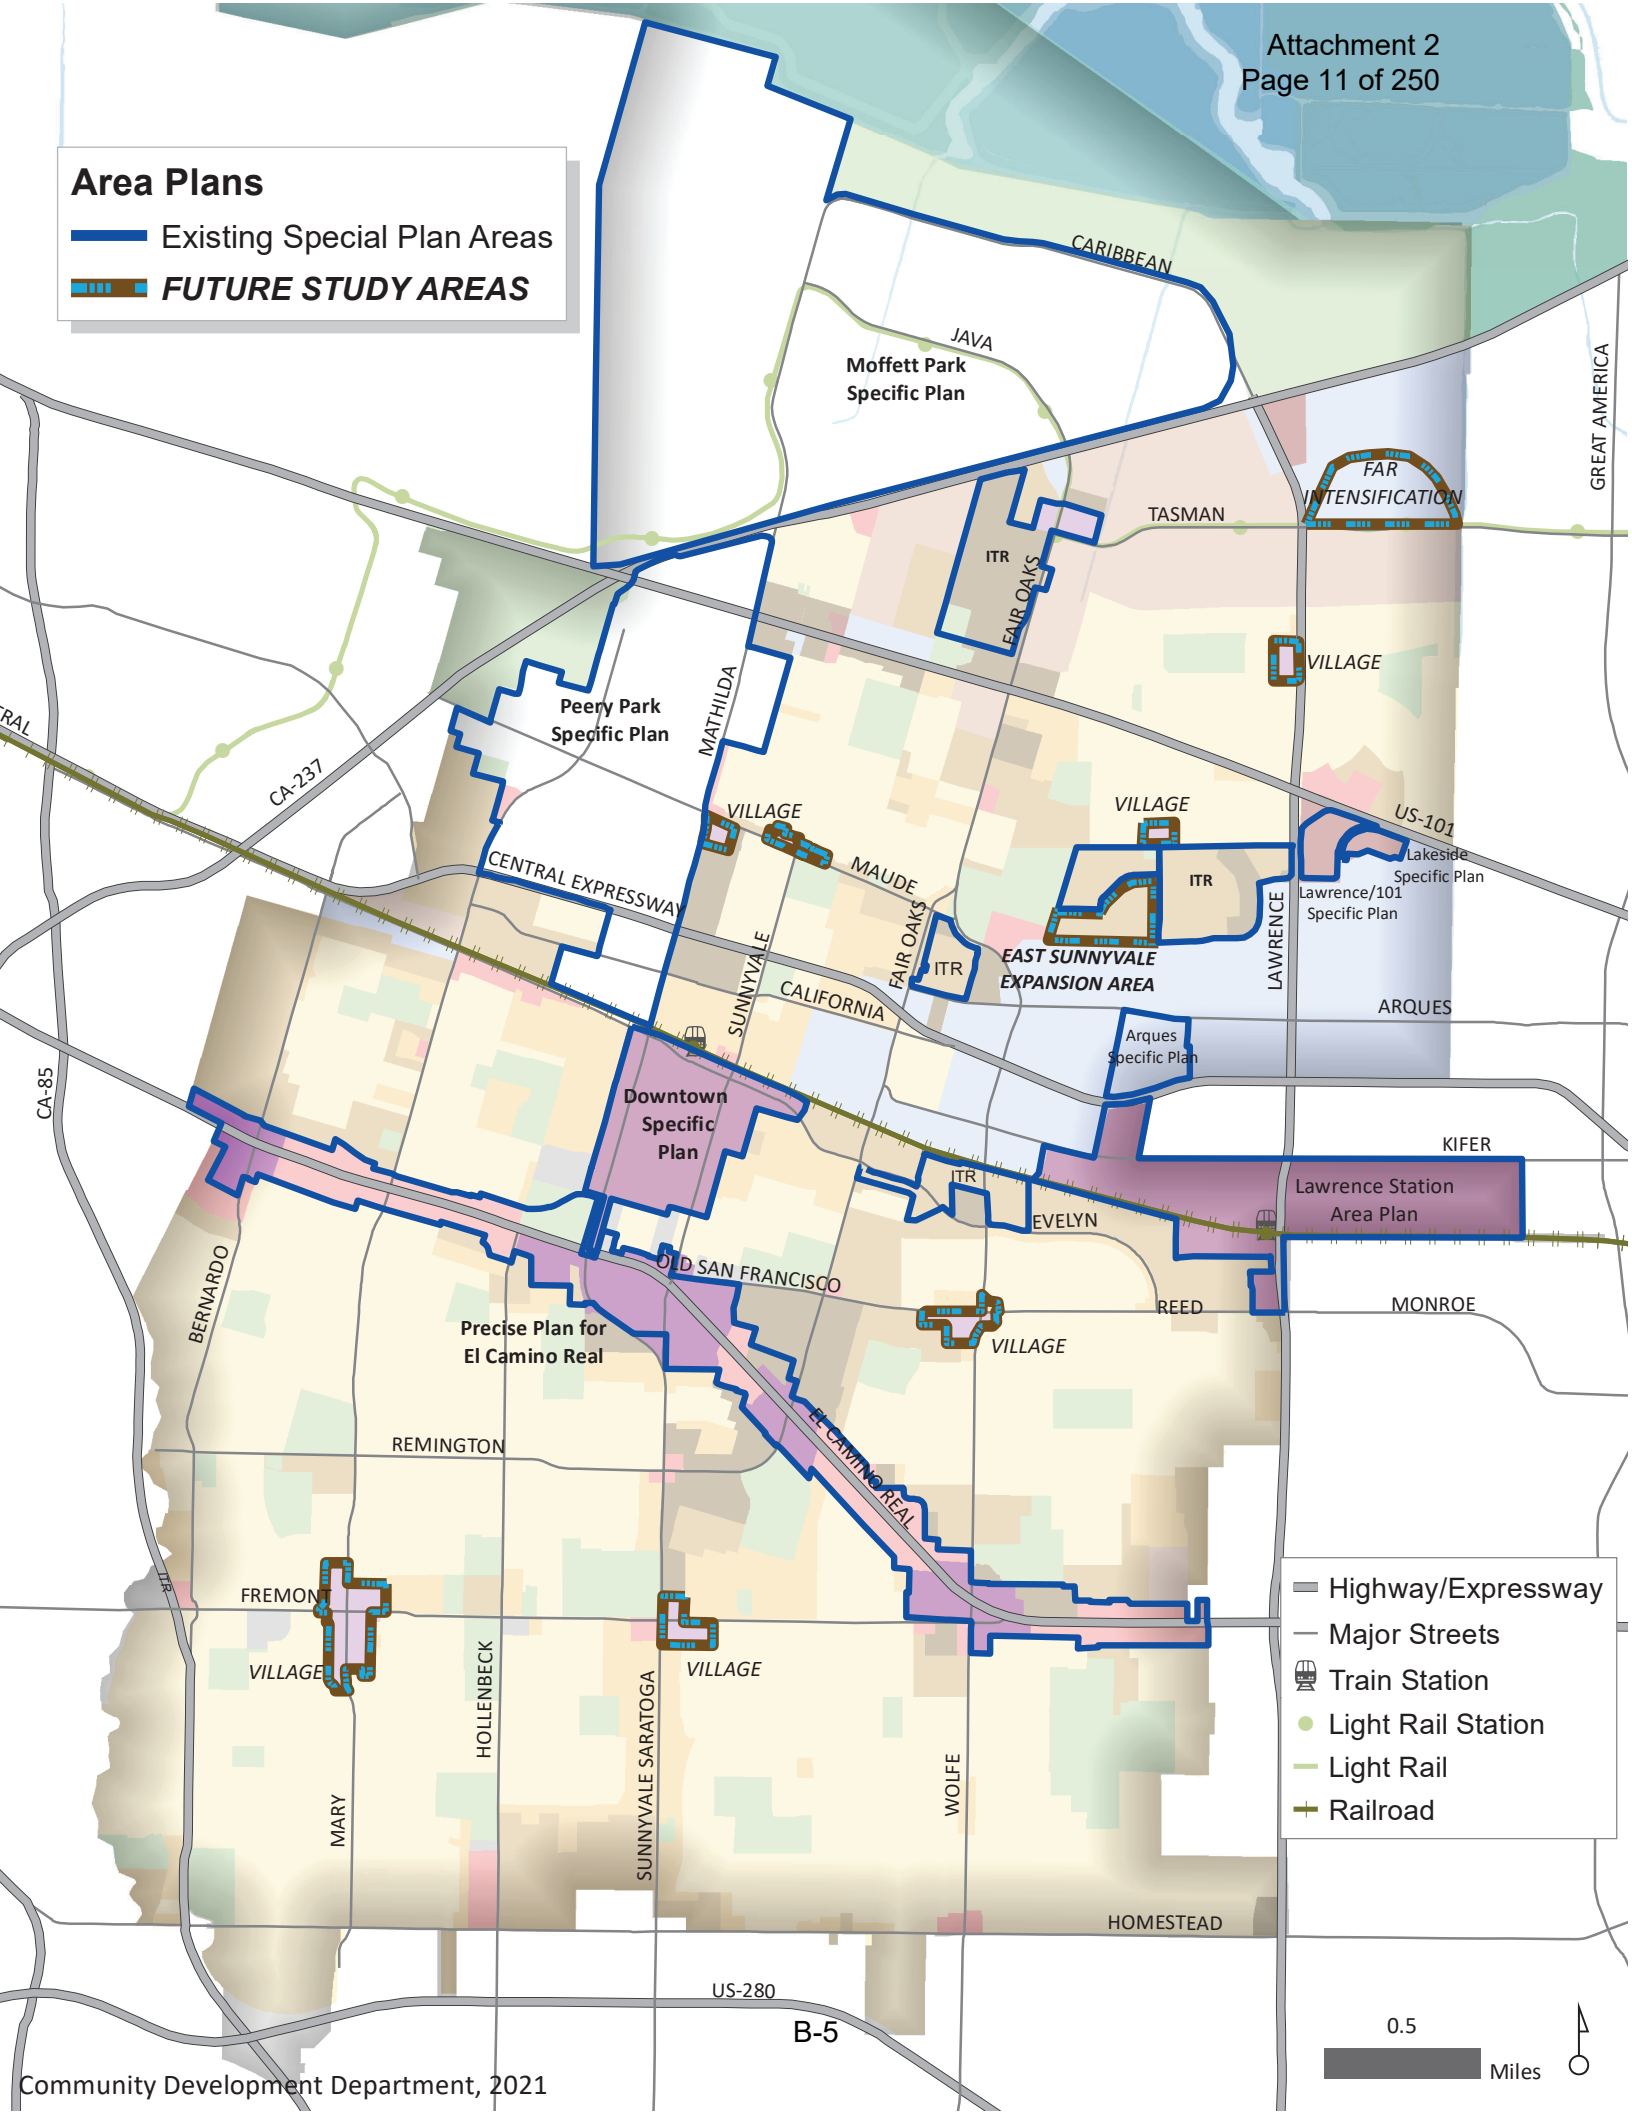 Attachment 2
Page 11 of 250
Area Plans
Existing Special Plan Areas
FUTURE STUDY AREAS
CARIBBEAN
JAVA
Moffett Park
Specific Plan
GREAT AMERICA
FAR
INTENSIFICATION
TASMAN
ITR
FAIR OAKS
VILLAGE
MATHILDA
Peery Park
Specific Plan
RAL
CA-237
VILLAGE
VILLAGE
US-101
MAUDE
Lakeside
Specific Plan
CENTRAL EXPRESSWAY
ITR
Lawrence/101
Specific Plan
LAWRENCE
FAIR OAKS
ITR
EAST SUNNYVALE
EXPANSION AREA
SUNNYVALE
CALIFORNIA
ARQUES
Arques
Specific Plan
CA-85
Downtown
Specific
Plan
KIFER
ITR
Lawrence Station
Area Plan
EVELYN
BERNARDO
OLD SAN FRANCISCO
REED
MONROE
Precise Plan for
El Camino Real
VILLAGE
EL CAMINO REAL
REMINGTON
ITR
FREMONT
VILLAGE
HOLLENBECK
SUNNYVALE SARATOGA
VILLAGE
WOLFE
MARY
Highway/Expressway
Major Streets
Train Station
Light Rail Station
Light Rail
Railroad
HOMESTEAD
US-280
B-5
0.5
Miles
Community Development Department, 2021